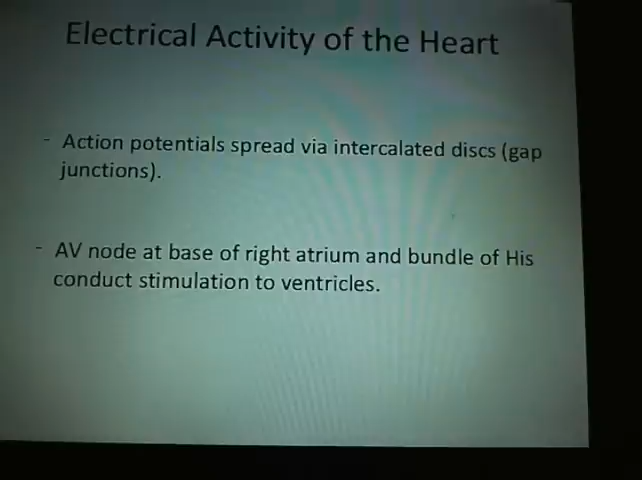 Electrical Activity of the Heart
- Action potentials spread via intercalated discs (gap
junctions).
- AV node at base of right atrium and bundle of His
conduct stimulation to ventricles.